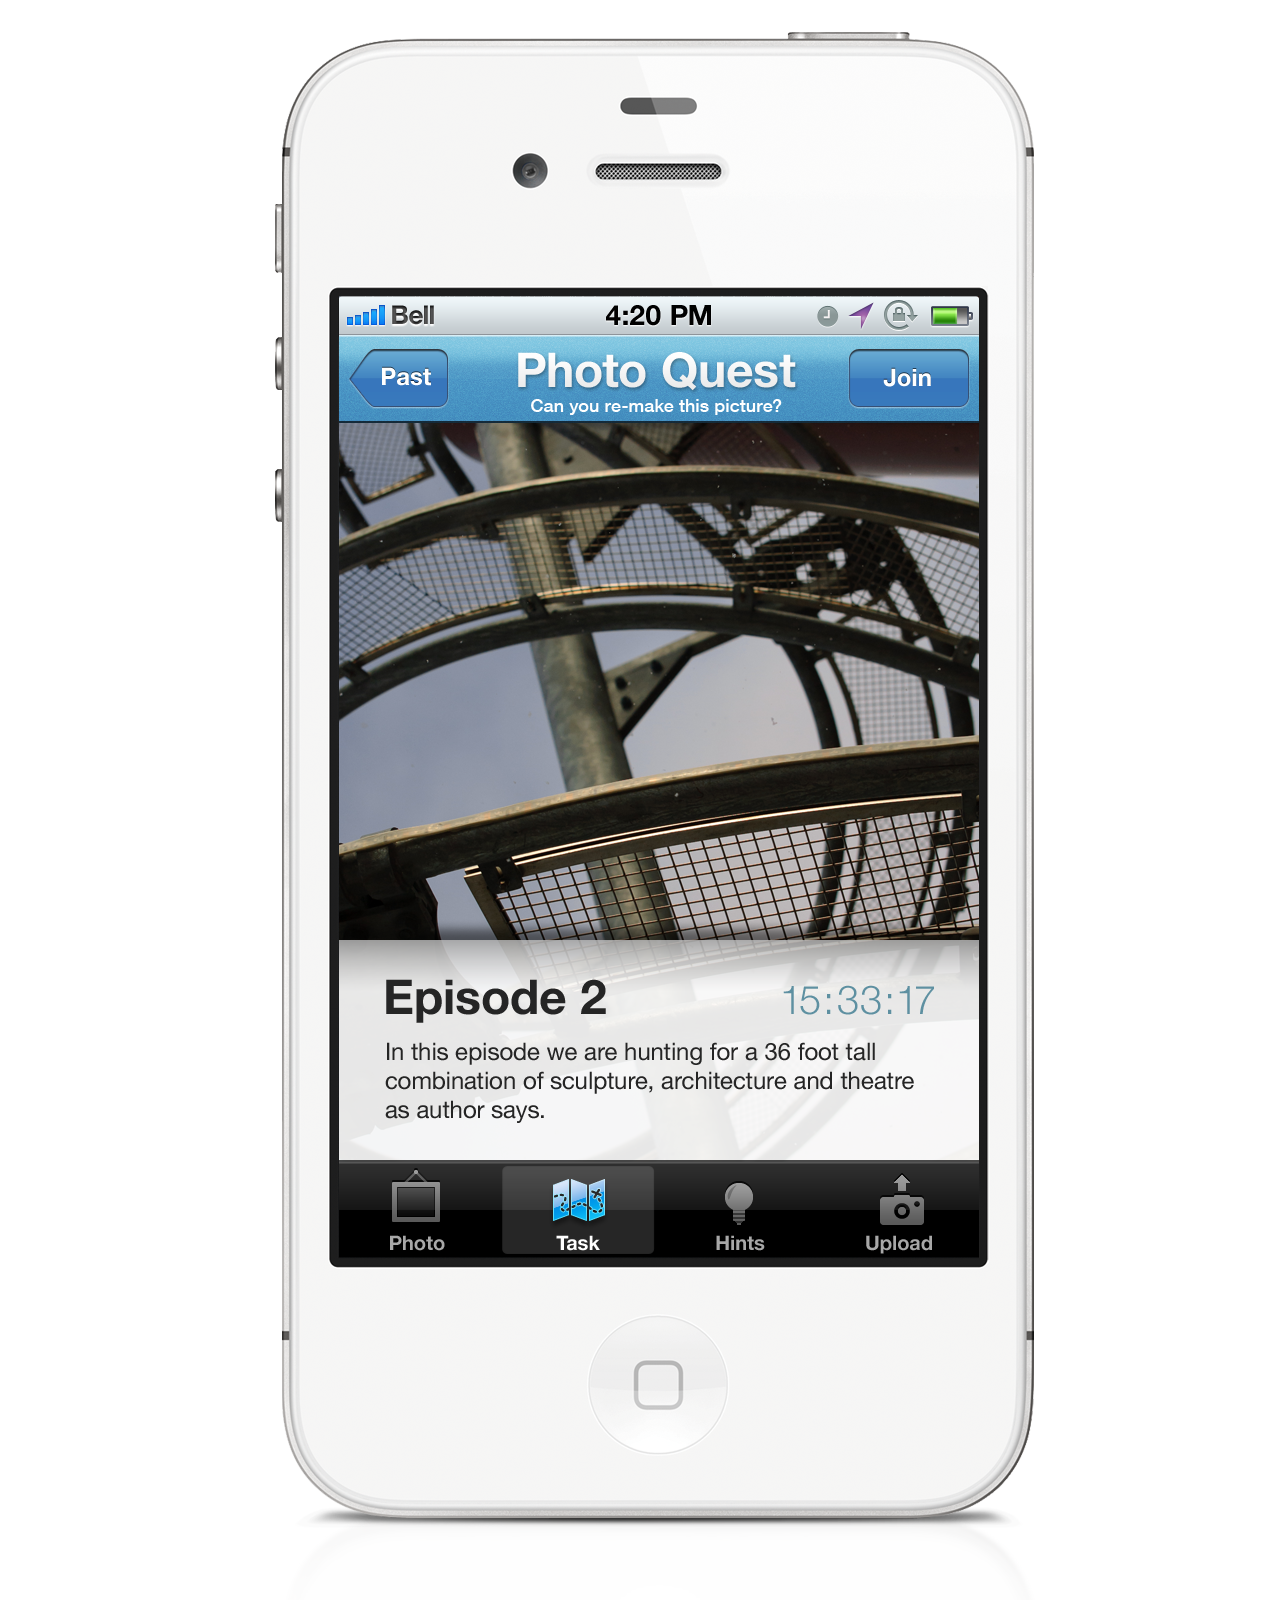 Bell 4:20 PM
Past Photo Quest Join
Can you re-make this picture?
Episode 2 15:33:17
In this episode we are hunting for a 36 foot tall
combination of sculpture, architecture and theatre
as author says.
Photo Task Hints Upload